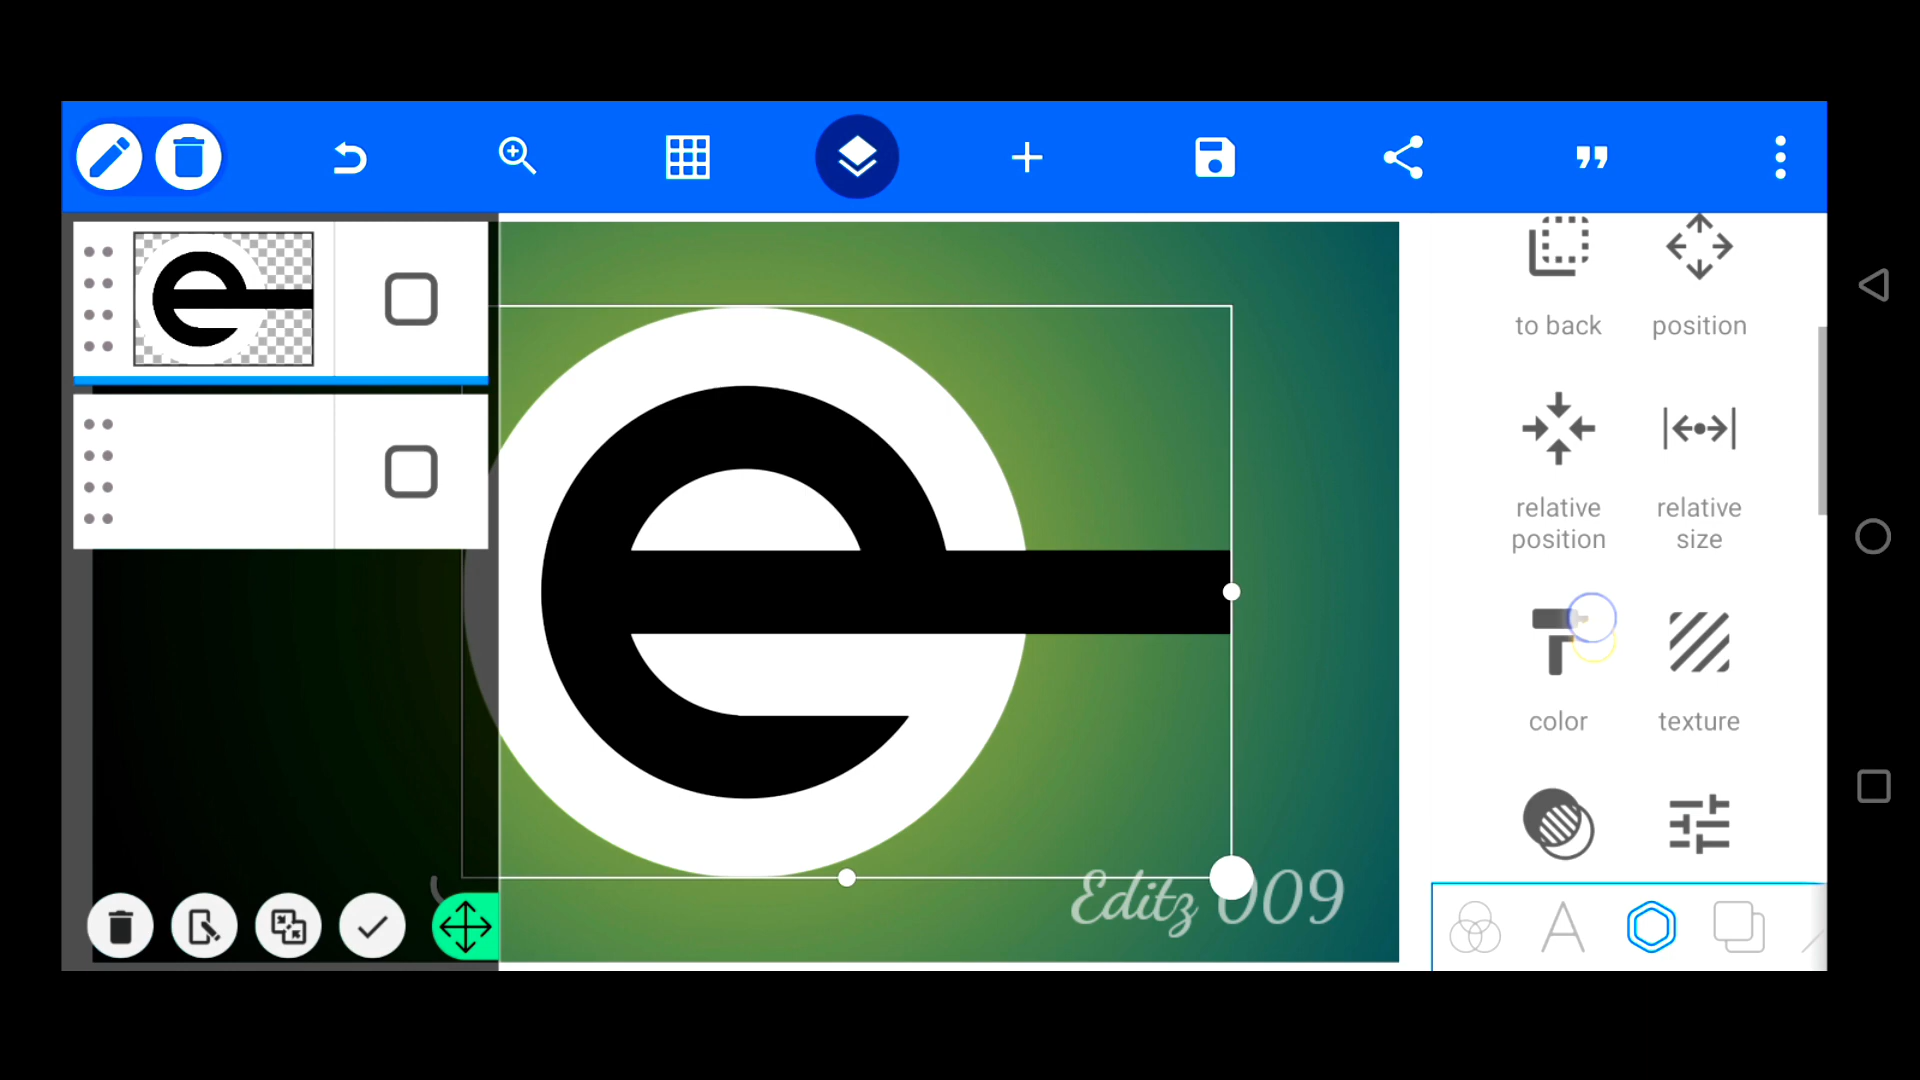 to back
position
relative
position
relative
size
color
texture
e
Editz 009